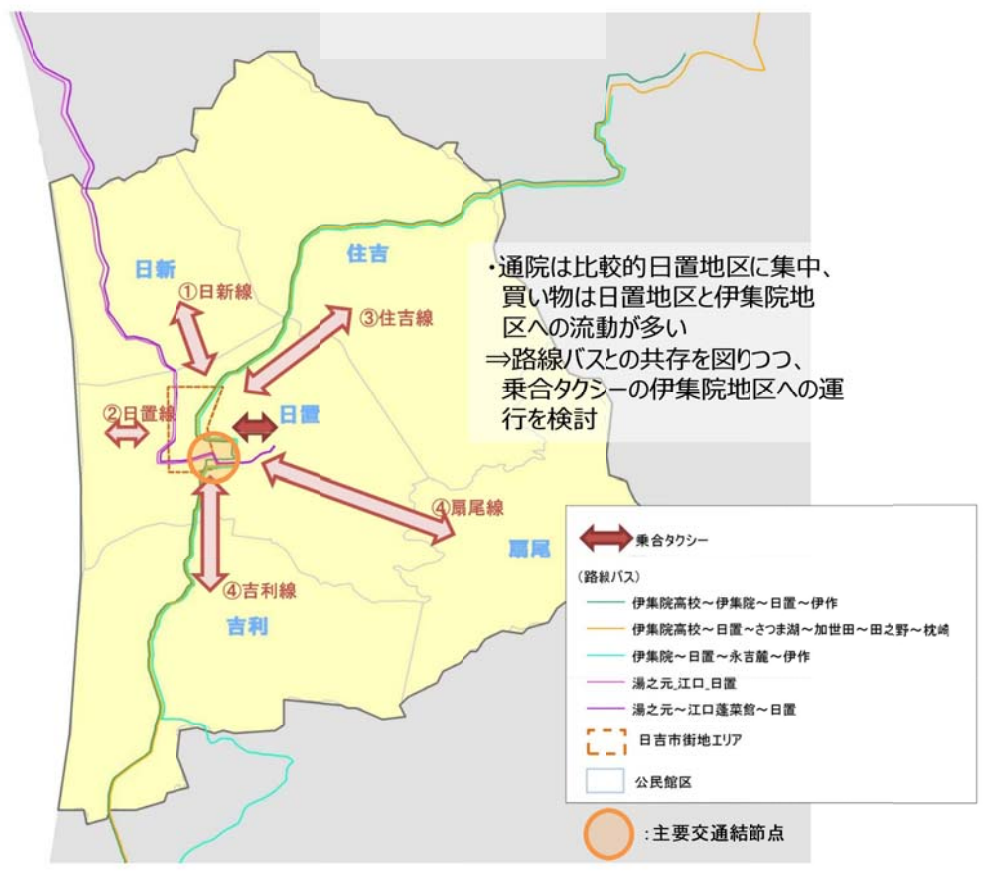 住吉
日新
①日新線
③住吉線
・通院は比較的日置地区に集中、
買い物は日置地区と伊集院地
区への流動が多い
⇒路線バスとの共存を図りつつ、
乗合タクシーの伊集院地区への運
行を検討
②日置線
日置
④扇尾線
扇尾
④吉利線
吉利
乗合タクシー
(路線バス)
伊集院高校～伊集院～日置～伊作
伊集院高校～日置～さつま湖～加世田～田之野～枕崎
伊集院～日置～永吉麓～伊作
湯之元_江口_日置
湯之元～江口蓬菜館～日置
日吉市街地エリア
公民館区
：主要交通結節点